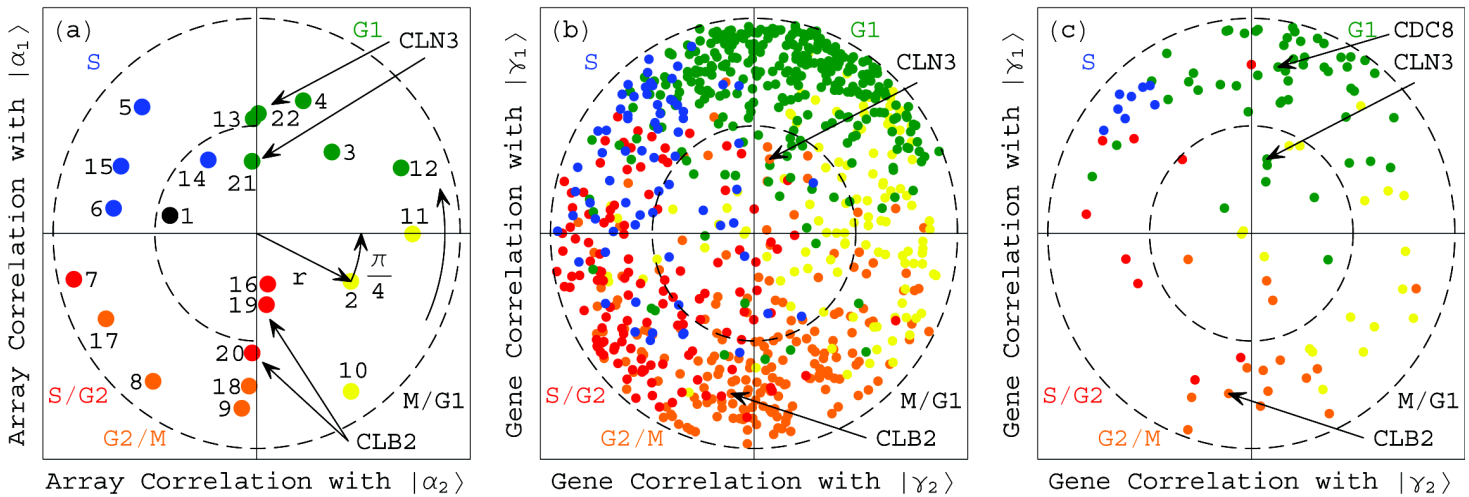 (a)
G1
CLN3
S
5
4
13
22
3
15
14
21
12
6
1
11
r
π
4
2
16
7
19
17
20
8
18
10
9
S/G2
M/G1
G2/M
CLB2
Array Correlation with |α₁⟩
Array Correlation with |α₂⟩
(b)
G1
S
CLN3
S/G2
M/G1
G2/M
CLB2
Gene Correlation with |γ₁⟩
Gene Correlation with |γ₂⟩
(c)
G1
CDC8
S
CLN3
S/G2
M/G1
G2/M
CLB2
Gene Correlation with |γ₁⟩
Gene Correlation with |γ₂⟩